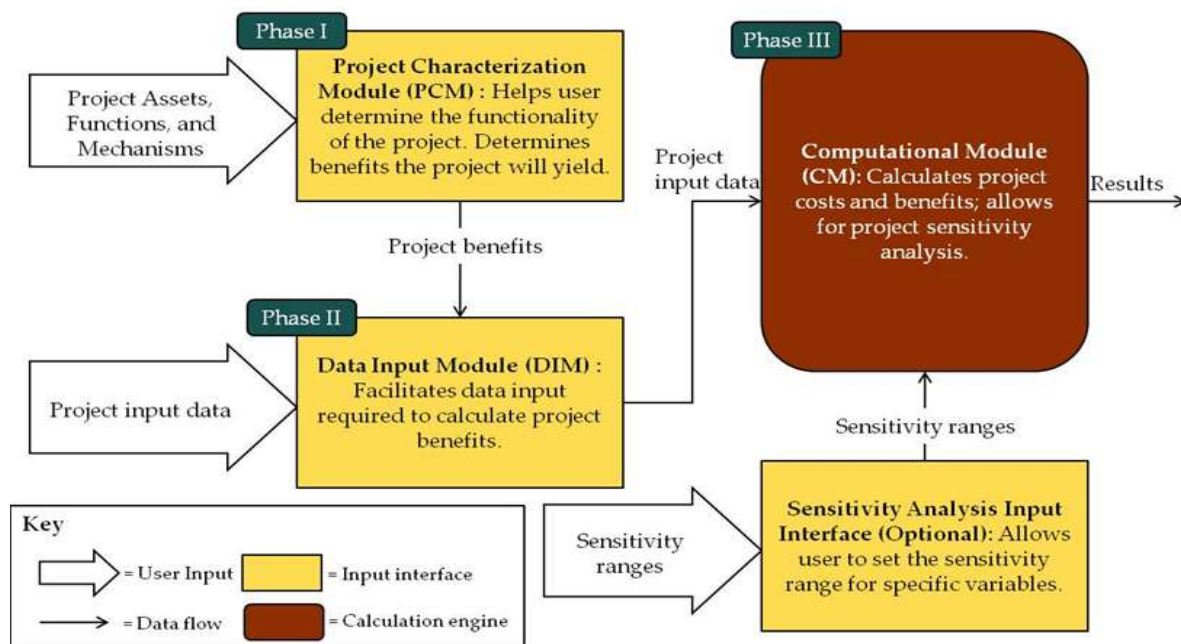 Phase I
Project Characterization
Module (PCM) : Helps user
determine the functionality
of the project. Determines
benefits the project will yield.
Project Assets,
Functions, and
Mechanisms
Project benefits
Phase II
Data Input Module (DIM) :
Facilitates data input
required to calculate project
benefits.
Project input data
Project
input data
Phase III
Computational Module
(CM): Calculates project
costs and benefits; allows
for project sensitivity
analysis.
Results
Sensitivity ranges
Sensitivity Analysis Input
Interface (Optional): Allows
user to set the sensitivity
range for specific variables.
Sensitivity
ranges
Key
= User Input
= Input interface
= Data flow
= Calculation engine